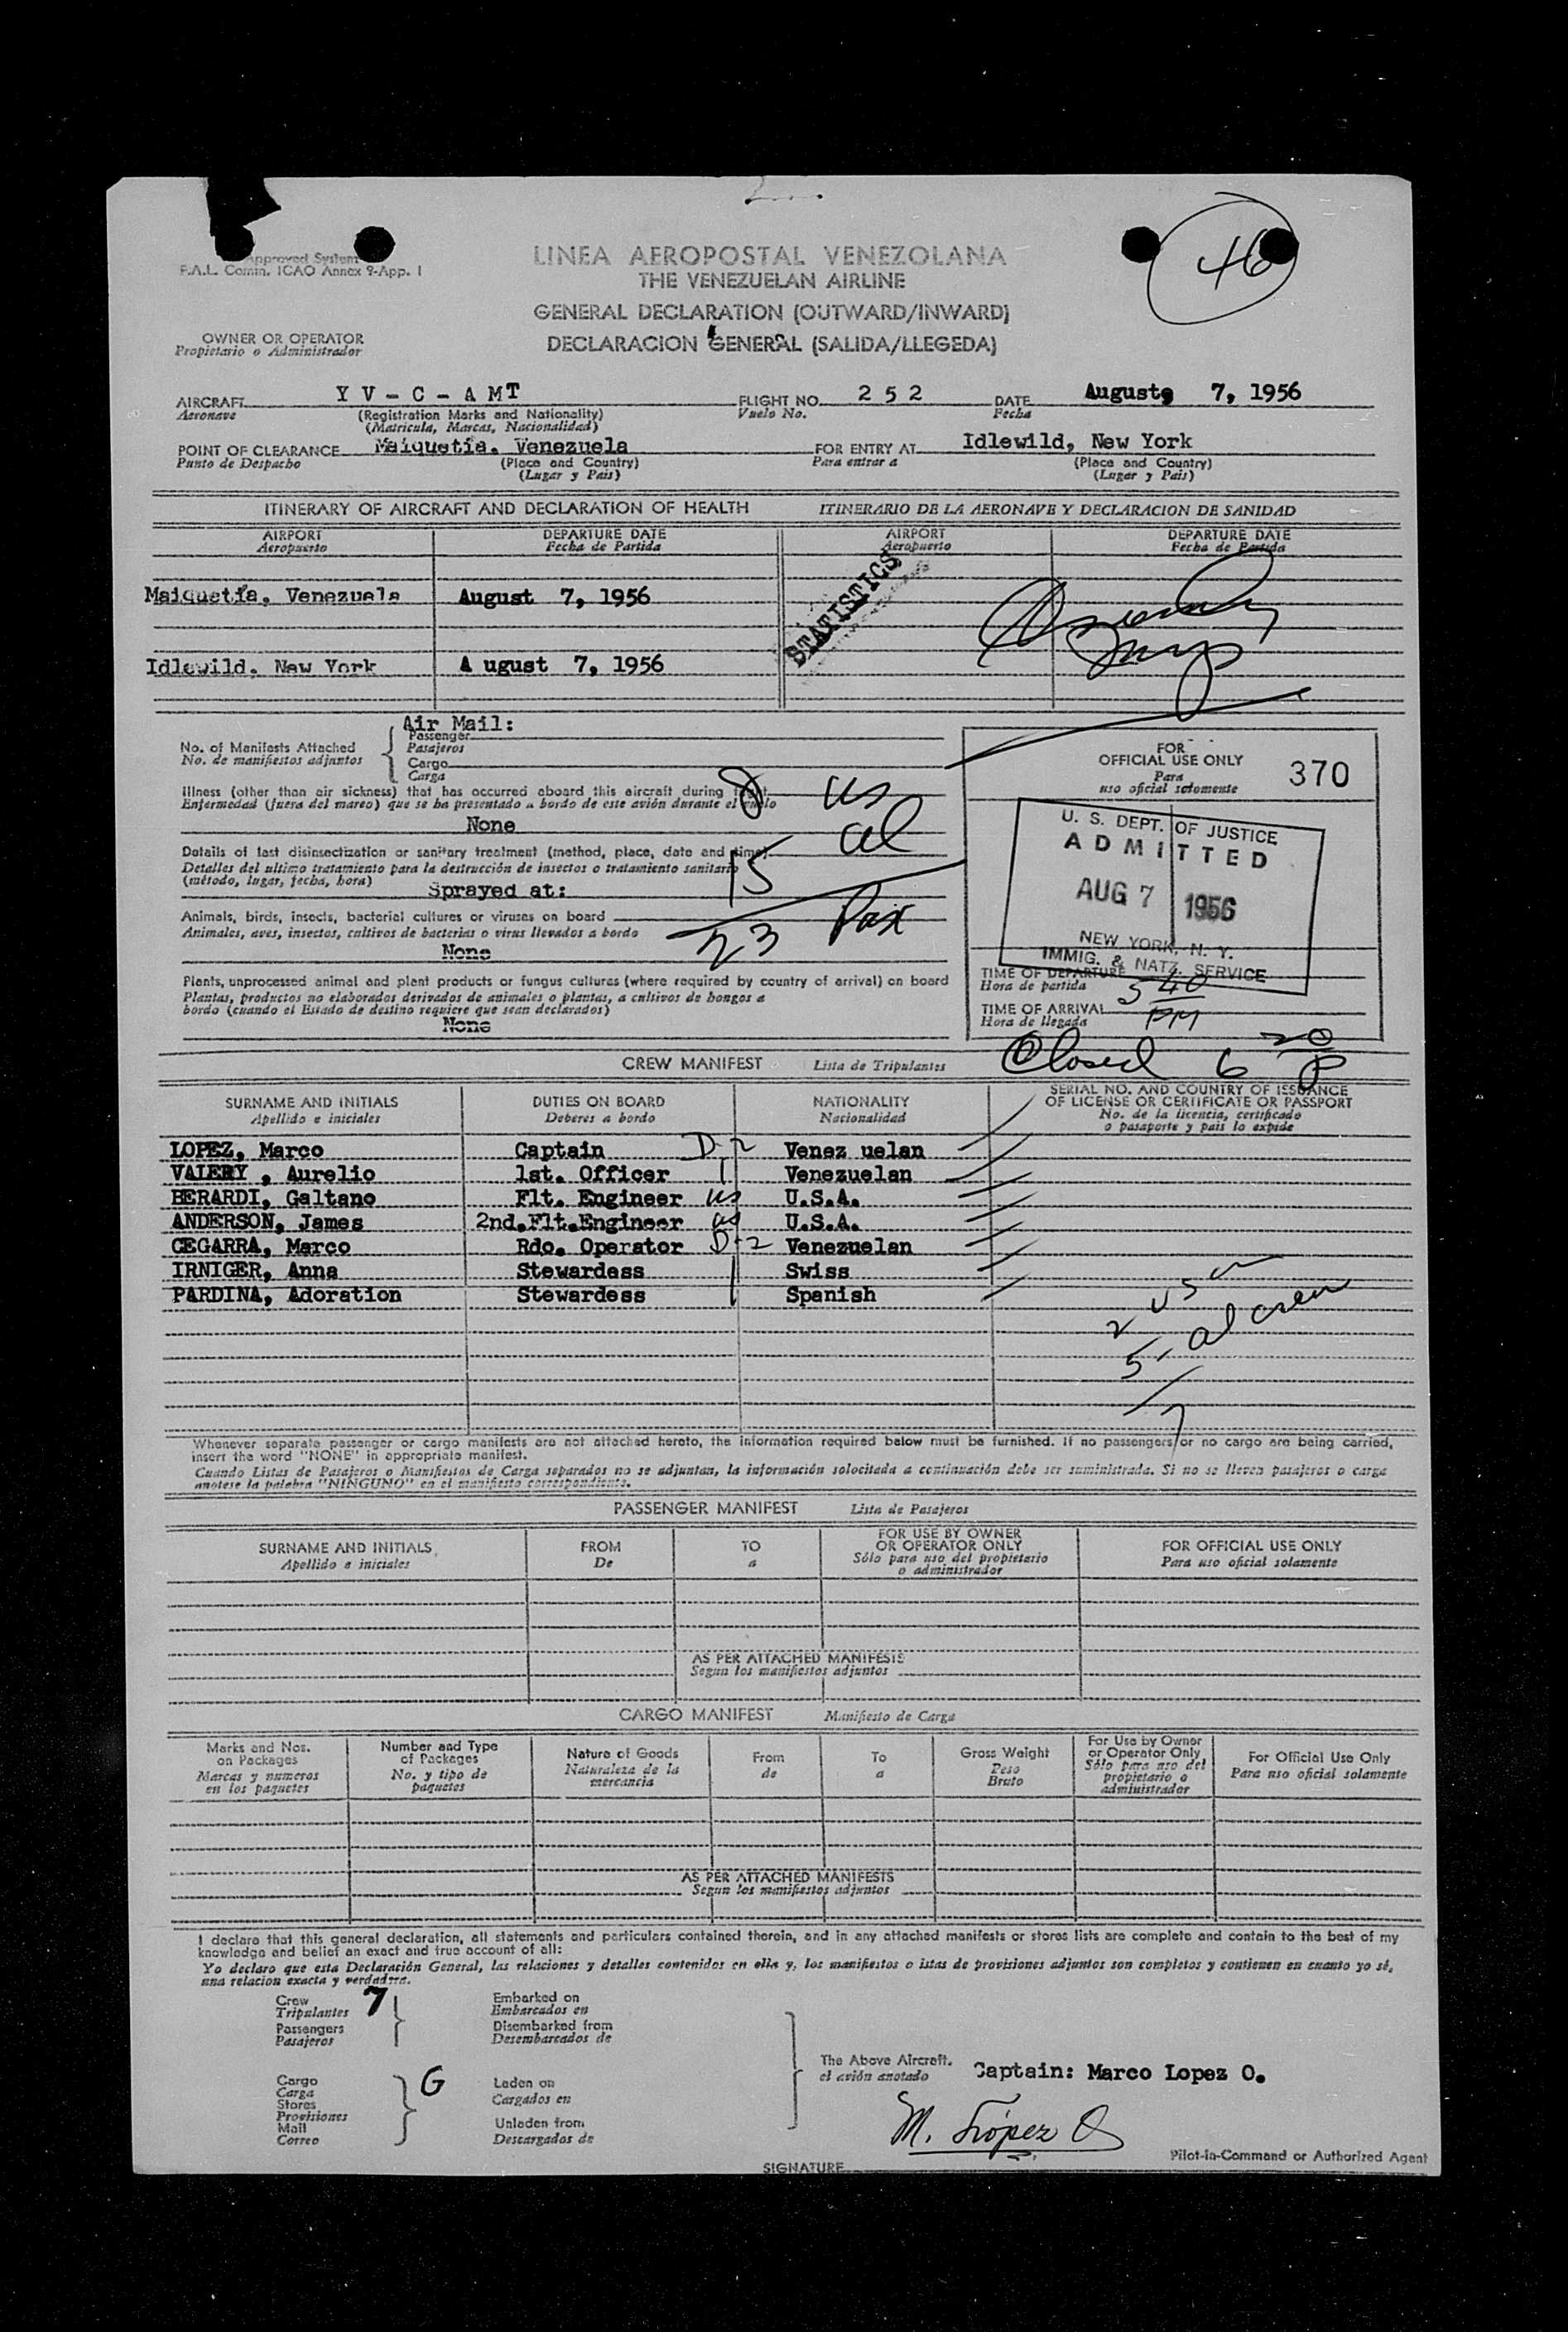 46
Approved System
F.A.L. Comm. ICAO Annex 9-App. I
LINEA AEROPOSTAL VENEZOLANA
THE VENEZUELAN AIRLINE
GENERAL DECLARATION (OUTWARD/INWARD)
DECLARACION GENERAL (SALIDA/LLEGEDA)
OWNER OR OPERATOR
Propietario o Administrador
AIRCRAFT YV-C-AMT FLIGHT NO. 252 DATE August, 7, 1956
Aeronave (Registration Marks and Nationality) Vuelo No. Fecha
(Matricula, Marcas, Nacionalidad)
POINT OF CLEARANCE Maiquetia. Venezuela FOR ENTRY AT Idlewild, New York
Punto de Despacho (Place and Country) Para entrar a (Place and Country)
(Lugar y Pais) (Lugar y Pais)
ITINERARY OF AIRCRAFT AND DECLARATION OF HEALTH ITINERARIO DE LA AERONAVE Y DECLARACION DE SANIDAD
AIRPORT DEPARTURE DATE AIRPORT DEPARTURE DATE
Aeropuerto Fecha de Partida Aeropuerto Fecha de Partida
STATISTICS
Maiquetía, Venezuela August 7, 1956
Idlewild. New York A ugust 7, 1956
Air Mail:
No. of Manifests Attached Passenger
No. de manifiestos adjuntos Pasajeros
Cargo
Carga
Illness (other than air sickness) that has occurred aboard this aircraft during flight
Enfermedad (fuera del mareo) que se ha presentado a bordo de este avión durante el vuelo
None
8 us
Details of last disinsectization or sanitary treatment (method, place, date and time)
Detalles del ultimo tratamiento para la destrucción de insectos o tratamiento sanitario
(método, lugar, fecha, hora)
Sprayed at:
15 al
Animals, birds, insects, bacterial cultures or viruses on board
Animales, aves, insectos, cultivos de bacterias o virus llevados a bordo
None
23 Pax
Plants, unprocessed animal and plant products or fungus cultures (where required by country of arrival) on board
Plantas, productos no elaborados derivados de animales o plantas, a cultivos de hongos a
bordo (cuando el Estado de destino requiere que sean declarados)
None
FOR
OFFICIAL USE ONLY 370
Para
uso oficial solomente
U. S. DEPT. OF JUSTICE
ADMITTED
AUG 7 1956
NEW YORK, N. Y.
IMMIG. & NATZ. SERVICE
TIME OF DEPARTURE
Hora de partida
TIME OF ARRIVAL 5 40 PM
Hora de llegada
Closed 6 20 P
CREW MANIFEST Lista de Tripulantes
SURNAME AND INITIALS DUTIES ON BOARD NATIONALITY SERIAL NO. AND COUNTRY OF ISSUANCE
OF LICENSE OR CERTIFICATE OR PASSPORT
Apellido e iniciales Deberes a bordo Nacionalidad No. de la licencia, certificado
o pasaporte y pais lo expide
LOPEZ, Marco Captain D-2 Venez uelan
VALERY , Aurelio 1st. Officer Venezuelan
BERARDI, Galtano Flt. Engineer us U.S.A.
ANDERSON, James 2nd.Flt.Engineer us U.S.A.
CEGARRA, Marco Rdo. Operator D-2 Venezuelan
IRNIGER, Anna Stewardess Swiss
PARDINA, Adoration Stewardess Spanish
2 us
5 - al crew
7
Whenever separate passenger or cargo manifests are not attached hereto, the information required below must be furnished. If no passengers or no cargo are being carried,
insert the word "NONE" in appropriate manifest.
Cuando Listas de Pasajeros o Manifiestos de Carga separados no se adjuntan, la información solocitada a continuación debe ser suministrada. Si no se lleven pasajeros o carga
anotese la palabra "NINGUNO" en el manifiesto correspondiente.
PASSENGER MANIFEST Lista de Pasajeros
SURNAME AND INITIALS FROM TO FOR USE BY OWNER
OR OPERATOR ONLY FOR OFFICIAL USE ONLY
Apellido e iniciales De a Sólo para uso del propietario
o administrador Para uso oficial solamente
AS PER ATTACHED MANIFESTS
Segun los manifiestos adjuntos
CARGO MANIFEST Manifiesto de Carga
Marks and Nos.
on Packages
Marcas y numeros
en los paquetes
Number and Type
of Packages
No. y tipo de
paquetes
Nature of Goods
Naturaleza de la
mercancia
From
de
To
a
Gross Weight
Peso
Bruto
For Use by Owner
or Operator Only
Sólo para uso del
propietario o
administrador
For Official Use Only
Para uso oficial solamente
AS PER ATTACHED MANIFESTS
Segun los manifiestos adjuntos
I declare that this general declaration, all statements and particulars contained therein, and in any attached manifests or stores lists are complete and contain to the best of my
knowledge and belief an exact and true account of all:
Yo declaro que esta Declaración General, las relaciones y detalles contenidos en ella y, los manifiestos o istas de provisiones adjuntos son completos y contienen en cuanto yo sé,
una relacion exacta y verdadera.
Crew 7 Embarked on
Tripulantes Embarcados en
Passengers Disembarked from
Pasajeros Desembarcados de
Cargo G Laden on
Carga Cargados en
Stores
Provisiones Unladen from
Mail Descargados de
Correo
The Above Aircraft.
el avión anotado
Captain: Marco Lopez O.
M. López O
Pilot-in-Command or Authorized Agent
SIGNATURE